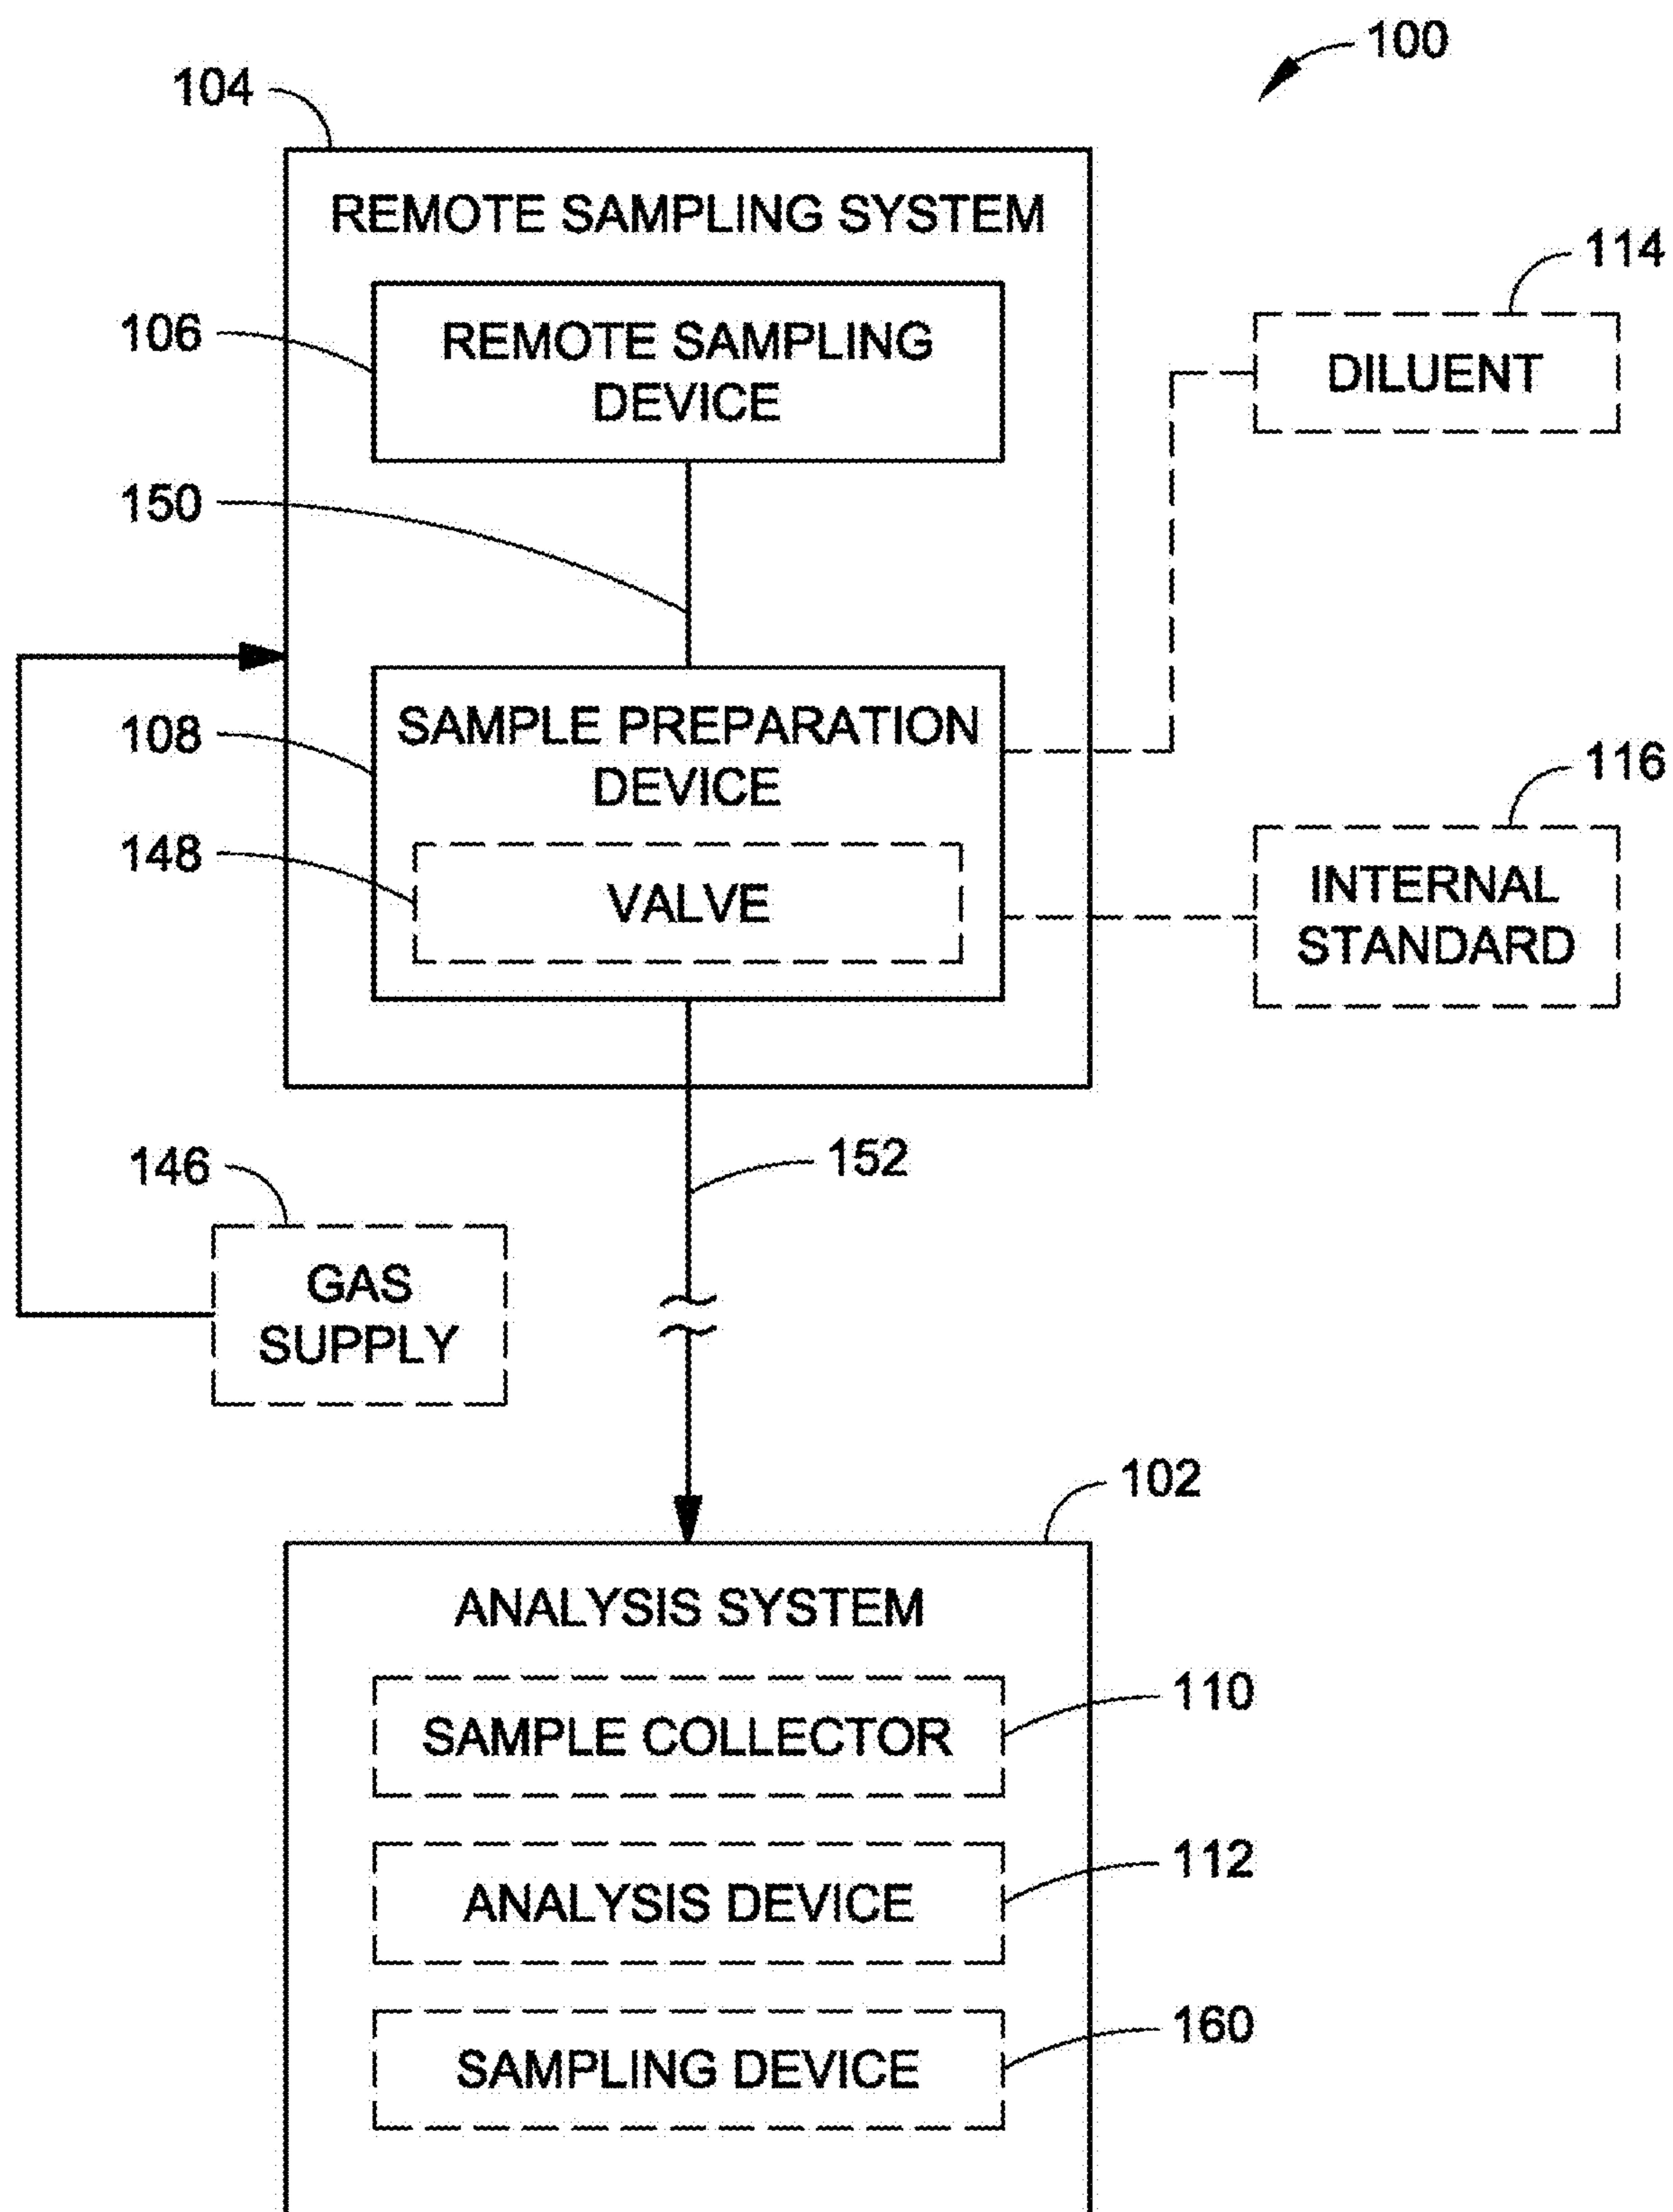 100
104
REMOTE SAMPLING SYSTEM
114
106
REMOTE SAMPLING
DEVICE
DILUENT
150
108
SAMPLE PREPARATION
DEVICE
116
148
VALVE
INTERNAL
STANDARD
146
152
GAS
SUPPLY
102
ANALYSIS SYSTEM
110
SAMPLE COLLECTOR
112
ANALYSIS DEVICE
160
SAMPLING DEVICE